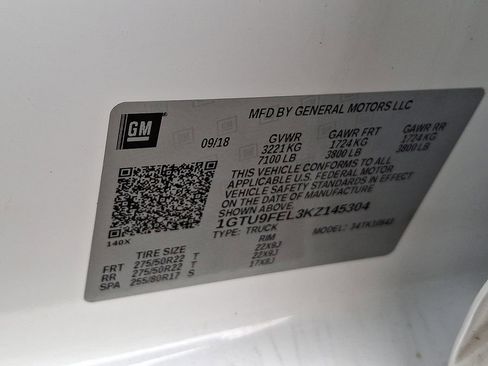 GM
MFD BY GENERAL MOTORS LLC
09/18 GVWR GAWR FRT GAWR RR
3221 KG 1724 KG 1724 KG
7100 LB 3800 LB 3800 LB
THIS VEHICLE CONFORMS TO ALL
APPLICABLE U.S. FEDERAL MOTOR
VEHICLE SAFETY STANDARDS IN EFFECT
ON THE DATE OF MANUFACTURE
SHOWN ABOVE.
1GTU9FEL3KZ145304
TYPE: TRUCK MODEL:
140X
TIRE SIZE RIM
FRT 275/50R22 T 22X9J
RR 275/50R22 T 22X9J
SPA 255/80R17 S 17X8J